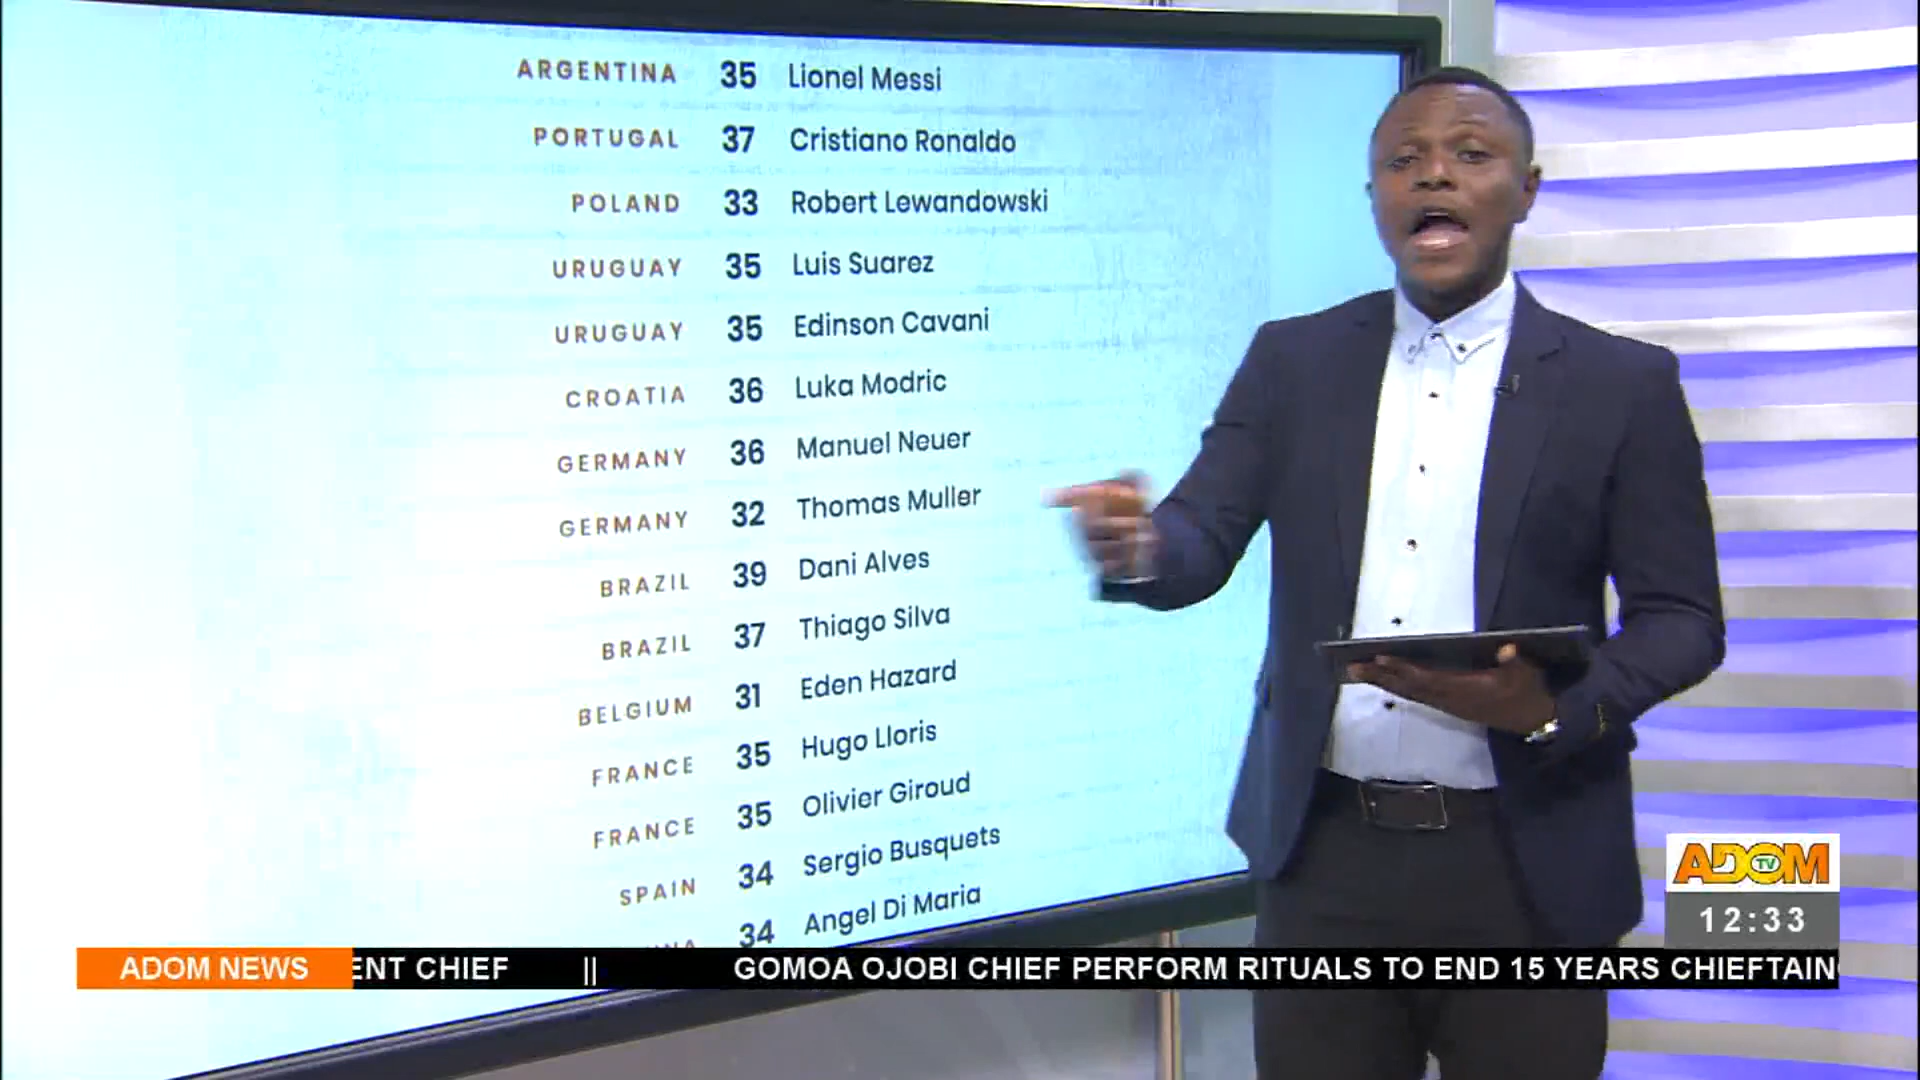 ARGENTINA 35 Lionel Messi
PORTUGAL 37 Cristiano Ronaldo
POLAND 33 Robert Lewandowski
URUGUAY 35 Luis Suarez
URUGUAY 35 Edinson Cavani
CROATIA 36 Luka Modric
GERMANY 36 Manuel Neuer
GERMANY 32 Thomas Muller
BRAZIL 39 Dani Alves
BRAZIL 37 Thiago Silva
BELGIUM 31 Eden Hazard
FRANCE 35 Hugo Lloris
FRANCE 35 Olivier Giroud
SPAIN 34 Sergio Busquets
34 Angel Di Maria
ADOM TV
12:33
ADOM NEWS ENT CHIEF || GOMOA OJOBI CHIEF PERFORM RITUALS TO END 15 YEARS CHIEFTAIN